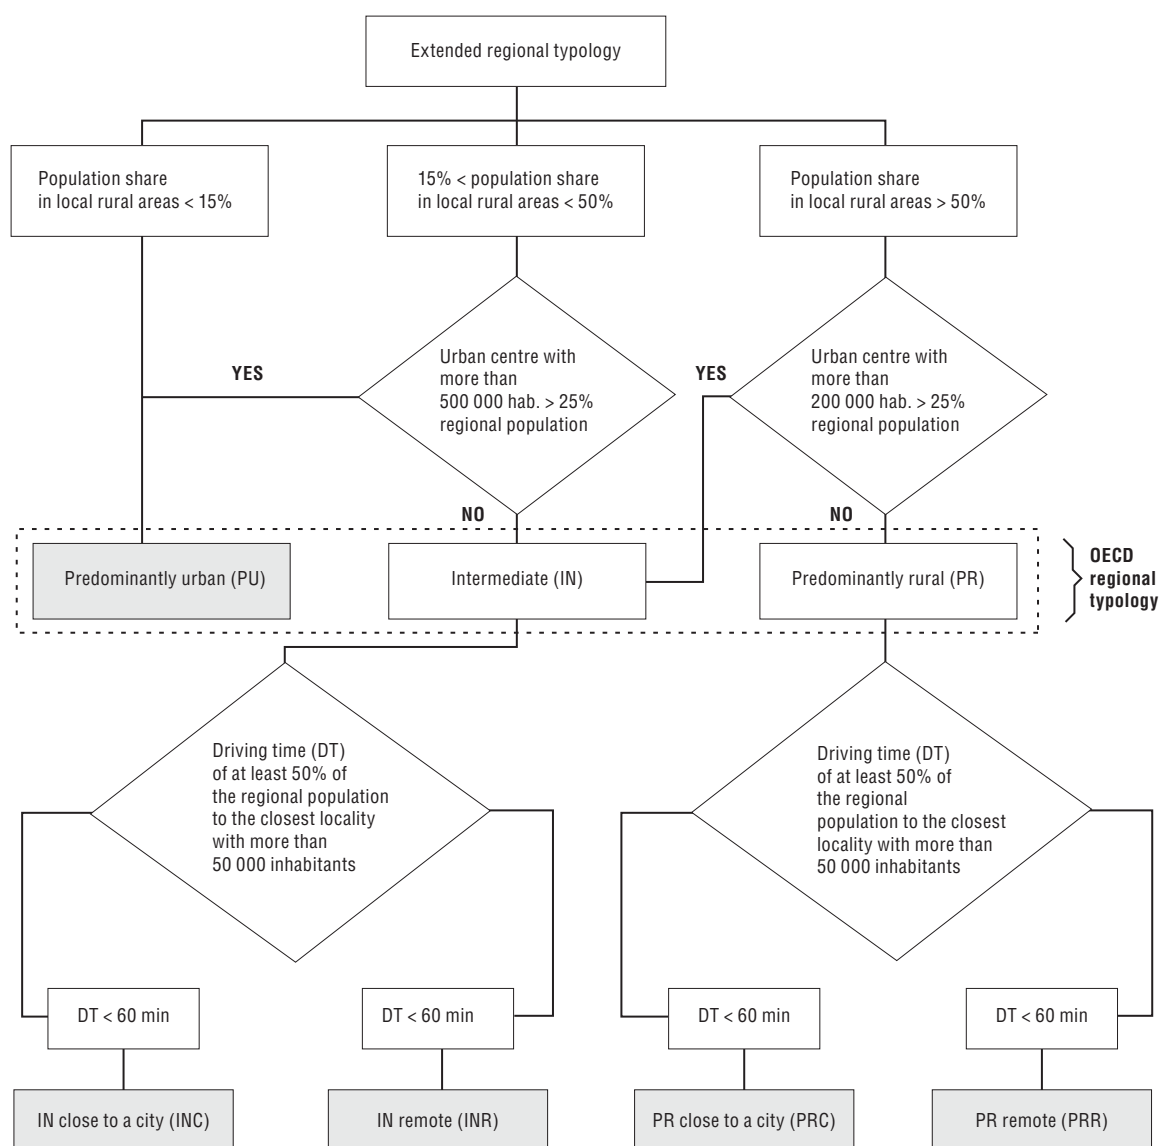 Extended regional typology
Population share
in local rural areas < 15%
15% < population share
in local rural areas < 50%
Population share
in local rural areas > 50%
YES
Urban centre with
more than
500 000 hab. > 25%
regional population
YES
Urban centre with
more than
200 000 hab. > 25%
regional population
NO
NO
Predominantly urban (PU)
Intermediate (IN)
Predominantly rural (PR)
OECD
regional
typology
Driving time (DT)
of at least 50% of
the regional population
to the closest locality
with more than
50 000 inhabitants
Driving time (DT)
of at least 50% of
the regional
population to the closest
locality with more than
50 000 inhabitants
DT < 60 min
DT < 60 min
DT < 60 min
DT < 60 min
IN close to a city (INC)
IN remote (INR)
PR close to a city (PRC)
PR remote (PRR)